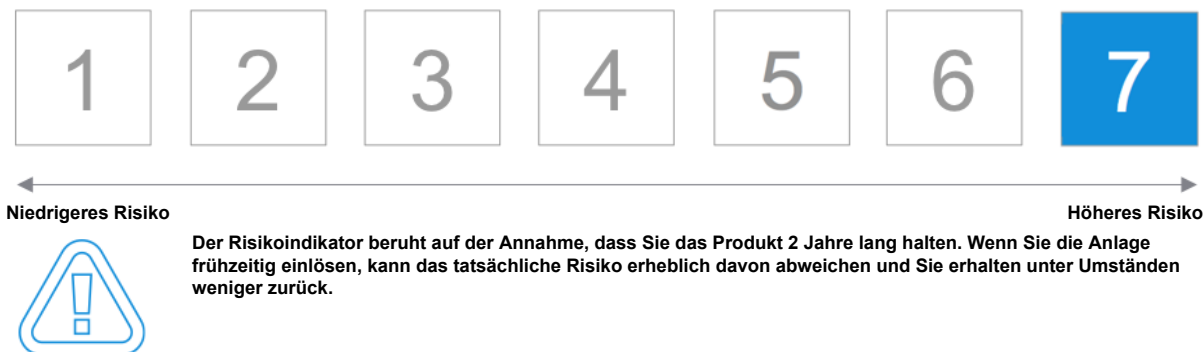 1 2 3 4 5 6 7
Niedrigeres Risiko Höheres Risiko
Der Risikoindikator beruht auf der Annahme, dass Sie das Produkt 2 Jahre lang halten. Wenn Sie die Anlage
frühzeitig einlösen, kann das tatsächliche Risiko erheblich davon abweichen und Sie erhalten unter Umständen
weniger zurück.